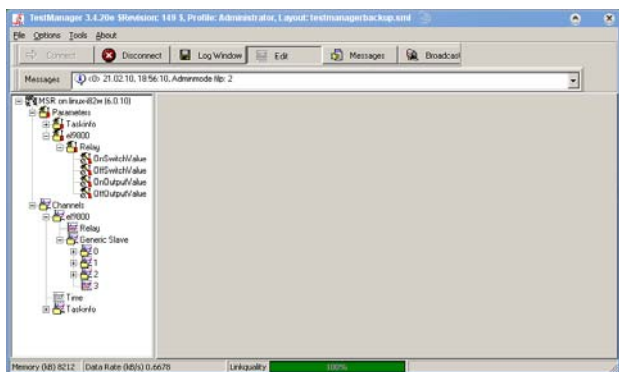 TestManager 3.4.20e $Revision: 149 $, Profile: Administrator, Layout: testmanagerbackup.xml
File Options Tools About
Connect Disconnect Log Window Edit Messages Broadcast
Messages <0> 21.02.10, 18:56:10, Adminmode filp: 2
MSR on linux-i82w (6.0.10)
Parameters
Taskinfo
el9000
Relay
OnSwitchValue
OffSwitchValue
OnOutputValue
OffOutputValue
Channels
el9000
Relay
Generic Slave
0
1
2
3
Time
Taskinfo
Memory (kB) 8212 Data Rate (kB/s) 0.6678 Linkquality 100%